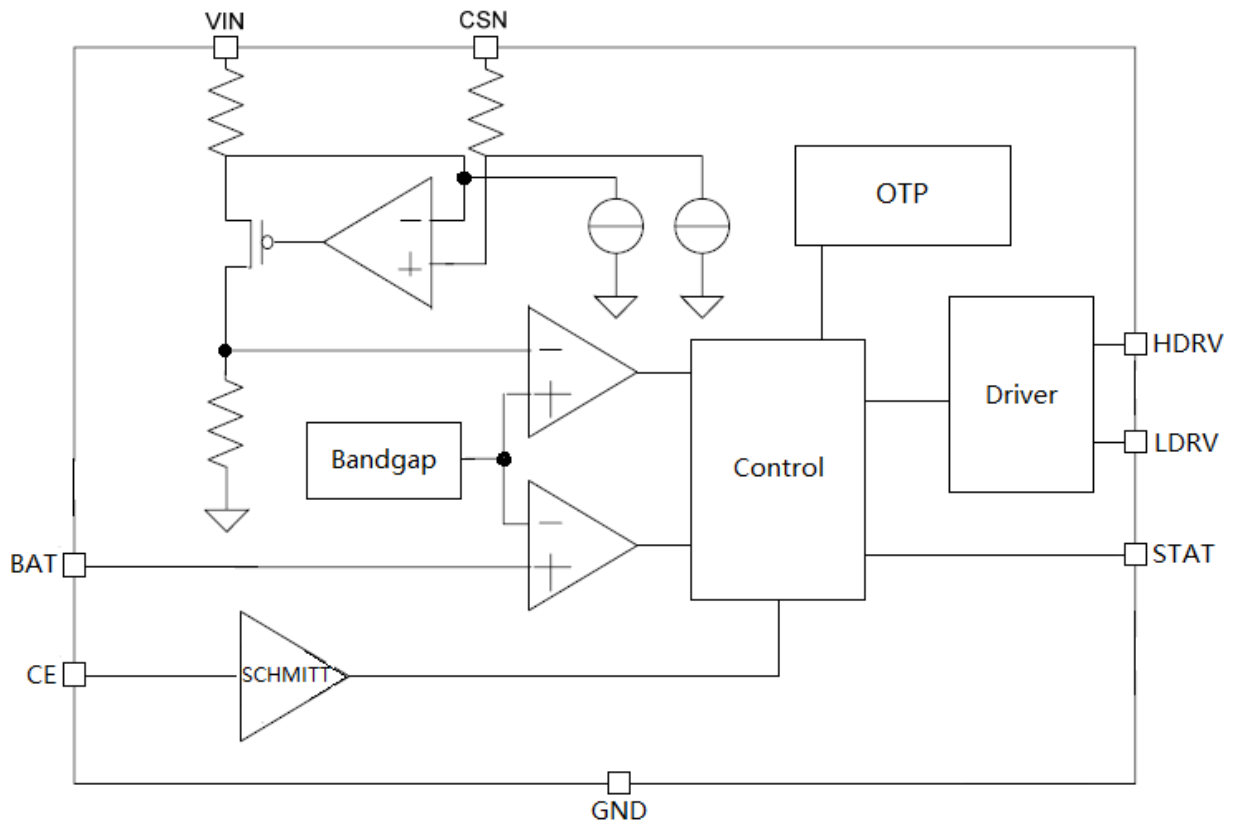 VIN
CSN
OTP
HDRV
Driver
LDRV
Bandgap
Control
BAT
STAT
CE
SCHMITT
GND